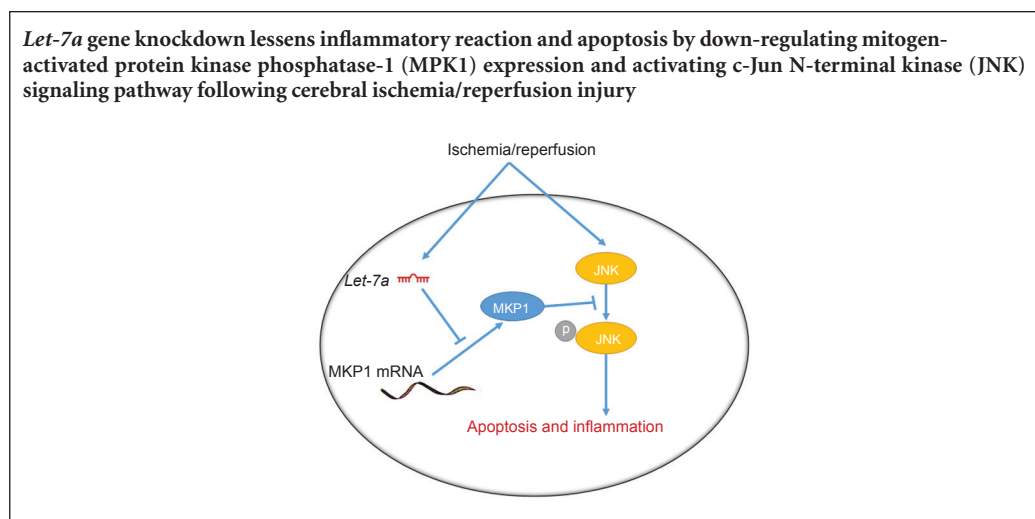 Let-7a gene knockdown lessens inflammatory reaction and apoptosis by down-regulating mitogen-
activated protein kinase phosphatase-1 (MPK1) expression and activating c-Jun N-terminal kinase (JNK)
signaling pathway following cerebral ischemia/reperfusion injury
Ischemia/reperfusion
Let-7a
JNK
MKP1
P
JNK
MKP1 mRNA
Apoptosis and inflammation